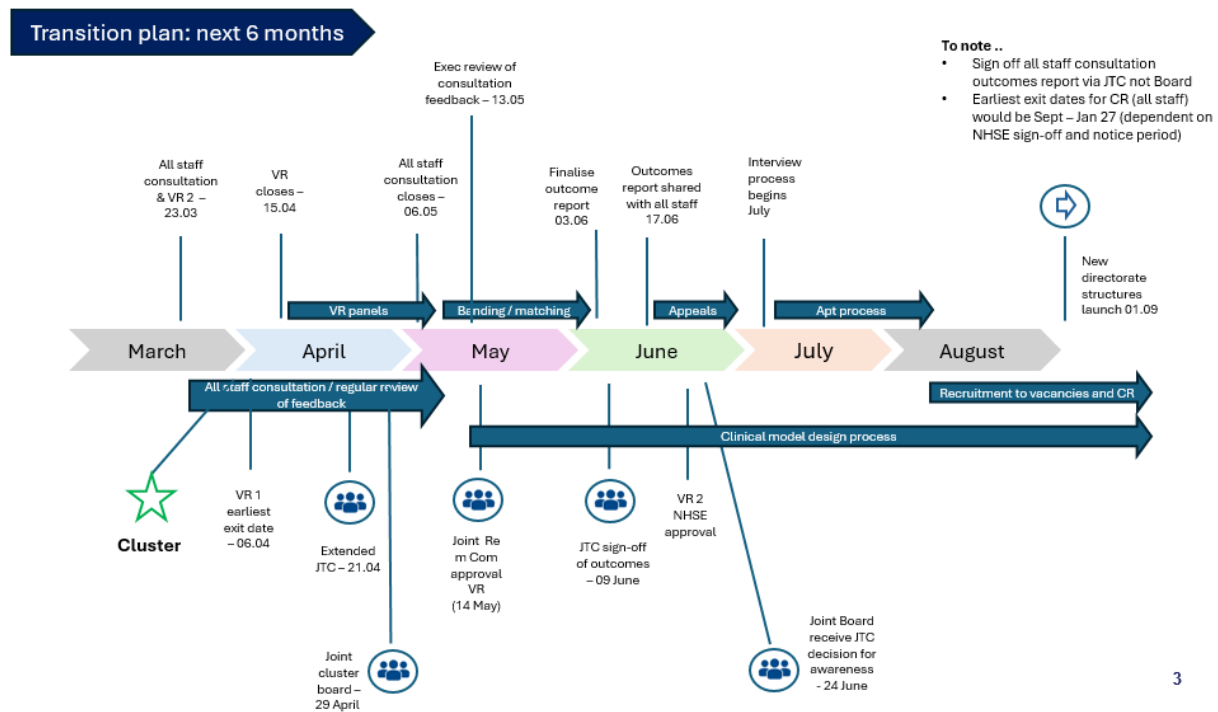 Transition plan: next 6 months
To note ..
• Sign off all staff consultation
outcomes report via JTC not Board
• Earliest exit dates for CR (all staff)
would be Sept – Jan 27 (dependent on
NHSE sign-off and notice period)
Exec review of
consultation
feedback – 13.05
All staff
consultation
& VR 2 –
23.03
VR
closes –
15.04
All staff
consultation
closes –
06.05
Finalise
outcome
report
03.06
Outcomes
report shared
with all staff
17.06
Interview
process
begins
July
New
directorate
structures
launch 01.09
VR panels
Banding / matching
Appeals
Apt process
March
April
May
June
July
August
All staff consultation / regular review
of feedback
Recruitment to vacancies and CR
Clinical model design process
Cluster
VR 1
earliest
exit date
– 06.04
Extended
JTC – 21.04
Joint
cluster
board –
29 April
Joint Re
m Com
approval
VR
(14 May)
JTC sign-off
of outcomes
– 09 June
VR 2
NHSE
approval
Joint Board
receive JTC
decision for
awareness
- 24 June
3